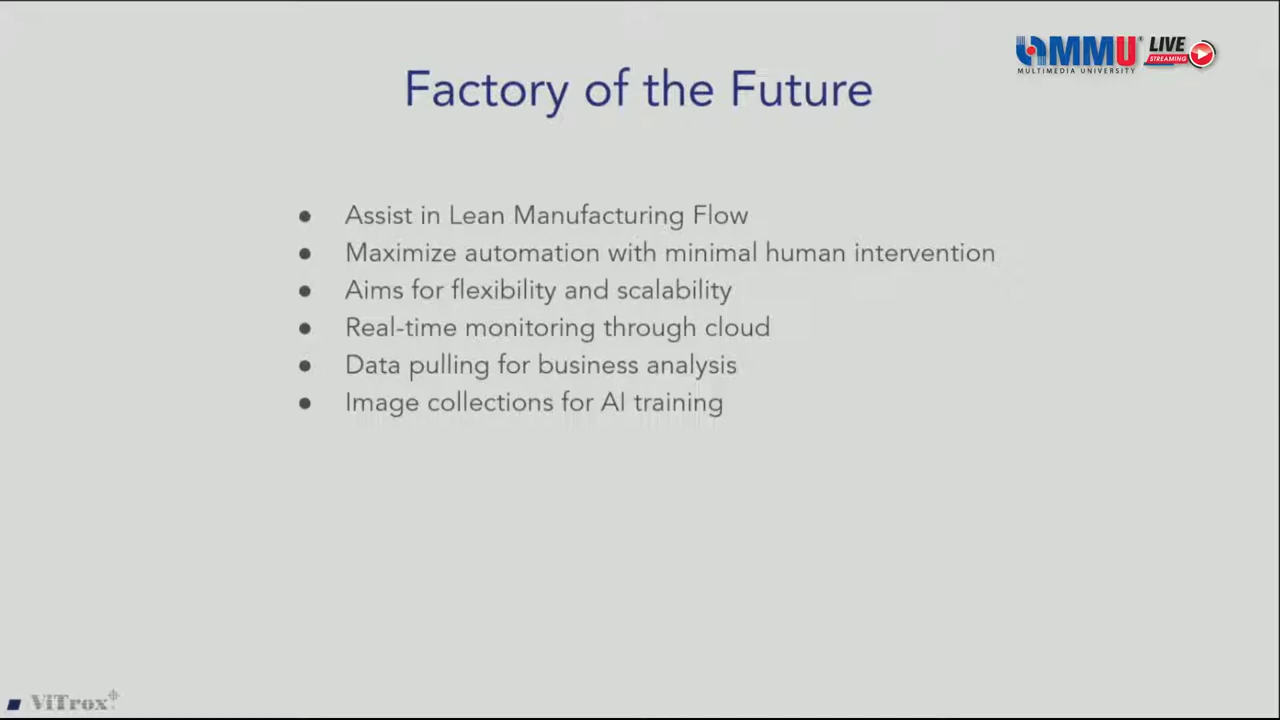 MMU
LIVE
STREAMING
MULTIMEDIA UNIVERSITY
Factory of the Future
● Assist in Lean Manufacturing Flow
● Maximize automation with minimal human intervention
● Aims for flexibility and scalability
● Real-time monitoring through cloud
● Data pulling for business analysis
● Image collections for AI training
ViTrox